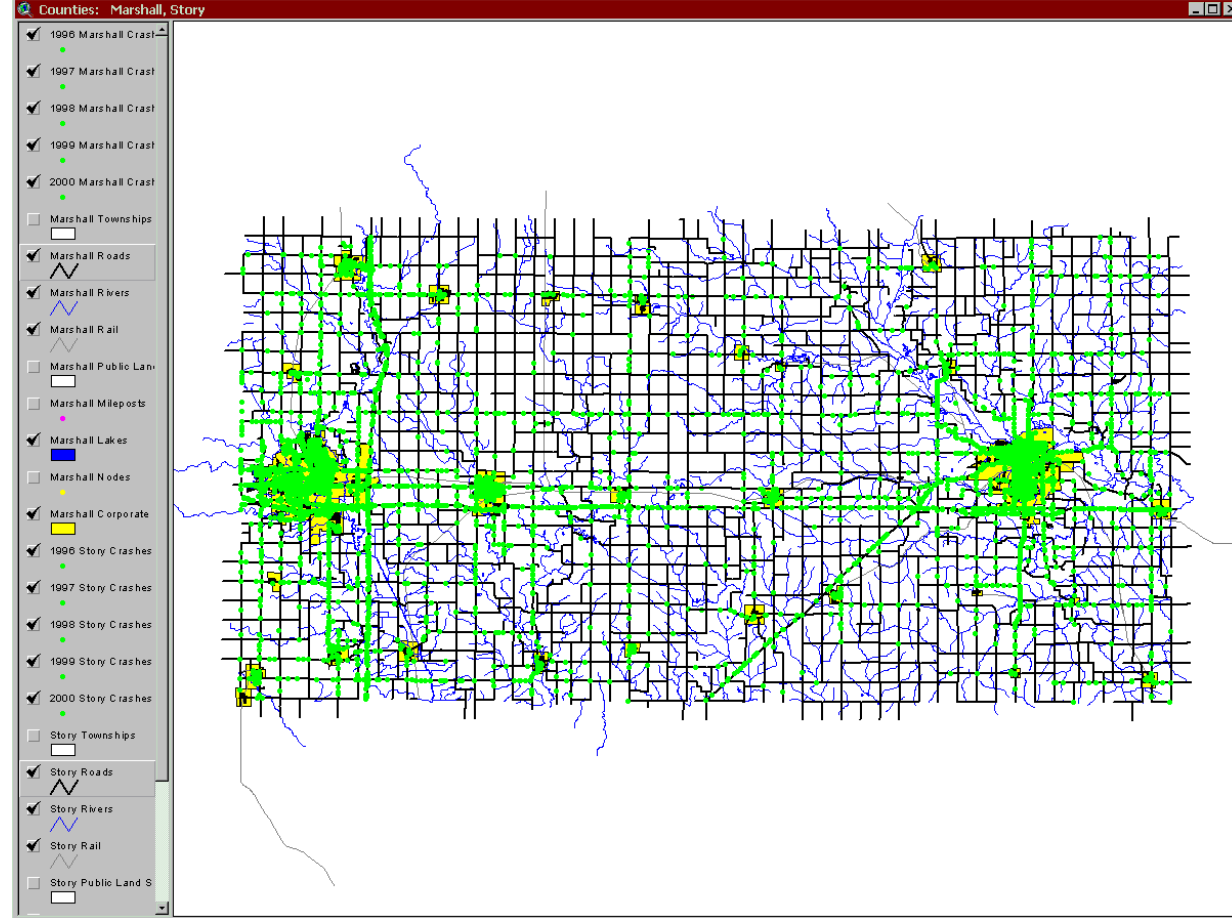 Counties: Marshall, Story
1996 Marshall Crash
1997 Marshall Crash
1998 Marshall Crash
1999 Marshall Crash
2000 Marshall Crash
Marshall Townships
Marshall Roads
Marshall Rivers
Marshall Rail
Marshall Public Lan
Marshall Mileposts
Marshall Lakes
Marshall Nodes
Marshall Corporate
1996 Story Crashes
1997 Story Crashes
1998 Story Crashes
1999 Story Crashes
2000 Story Crashes
Story Townships
Story Roads
Story Rivers
Story Rail
Story Public Land S